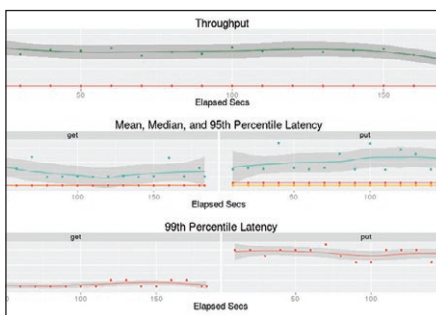 Throughput
50 100 150
Elapsed Secs
Mean, Median, and 95th Percentile Latency
get put
100 150 50 100
Elapsed Secs
99th Percentile Latency
get put
100 150 50 100
Elapsed Secs